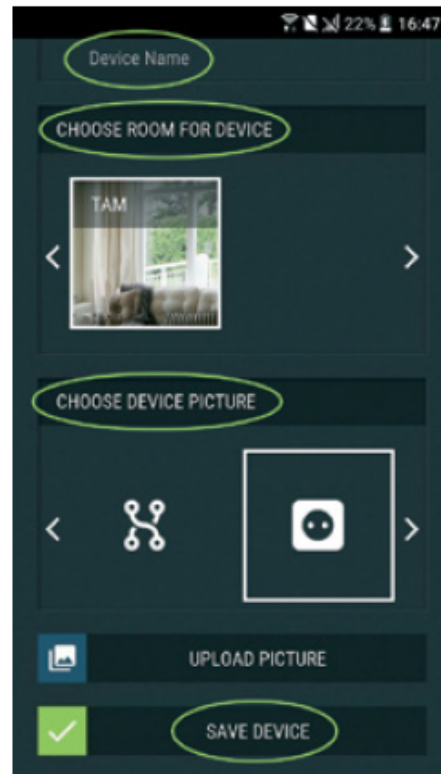 22% 16:47
Device Name
CHOOSE ROOM FOR DEVICE
TAM
CHOOSE DEVICE PICTURE
UPLOAD PICTURE
SAVE DEVICE